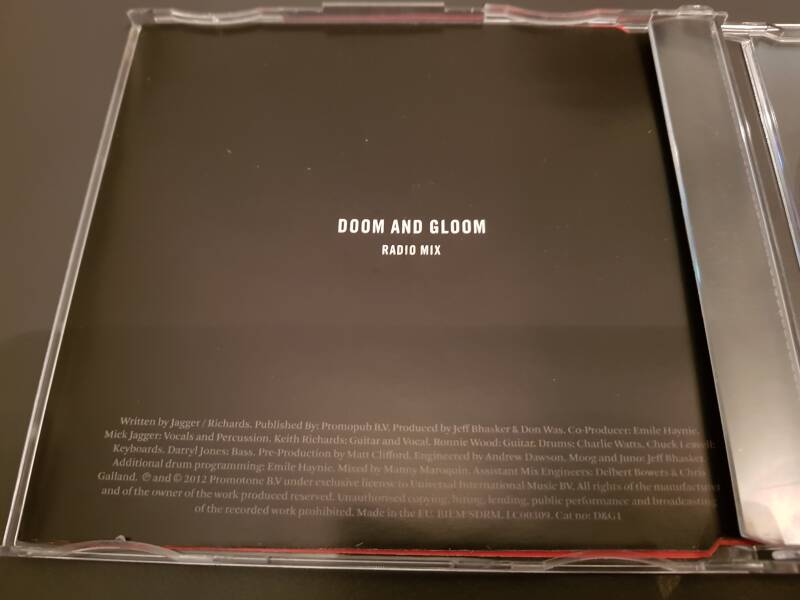 DOOM AND GLOOM
RADIO MIX
Written by Jagger / Richards. Published By: Promopub B.V. Produced by Jeff Bhasker & Don Was. Co-Producer: Emile Haynie.
Mick Jagger: Vocals and Percussion. Keith Richards: Guitar and Vocal. Ronnie Wood: Guitar. Drums: Charlie Watts. Chuck Leavell:
Keyboards. Darryl Jones: Bass. Pre-Production by Matt Clifford. Engineered by Andrew Dawson. Moog and Juno: Jeff Bhasker.
Additional drum programming: Emile Haynie. Mixed by Manny Maroquin. Assistant Mix Engineers: Delbert Bowers & Chris
Galland. ℗ and © 2012 Promotone B.V under exclusive license to Universal International Music BV. All rights of the manufacturer
and of the owner of the work produced reserved. Unauthorised copying, hiring, lending, public performance and broadcasting
of the recorded work prohibited. Made in the EU. BIEM/SDRM. LC00309. Cat no: D&G1